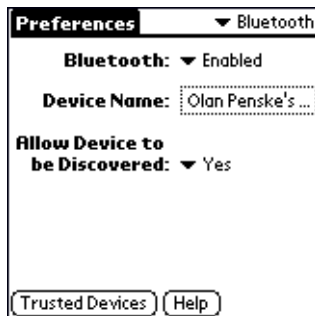 Preferences Bluetooth
Bluetooth: Enabled
Device Name: Olan Penske's ...
Allow Device to
be Discovered: Yes
Trusted Devices Help